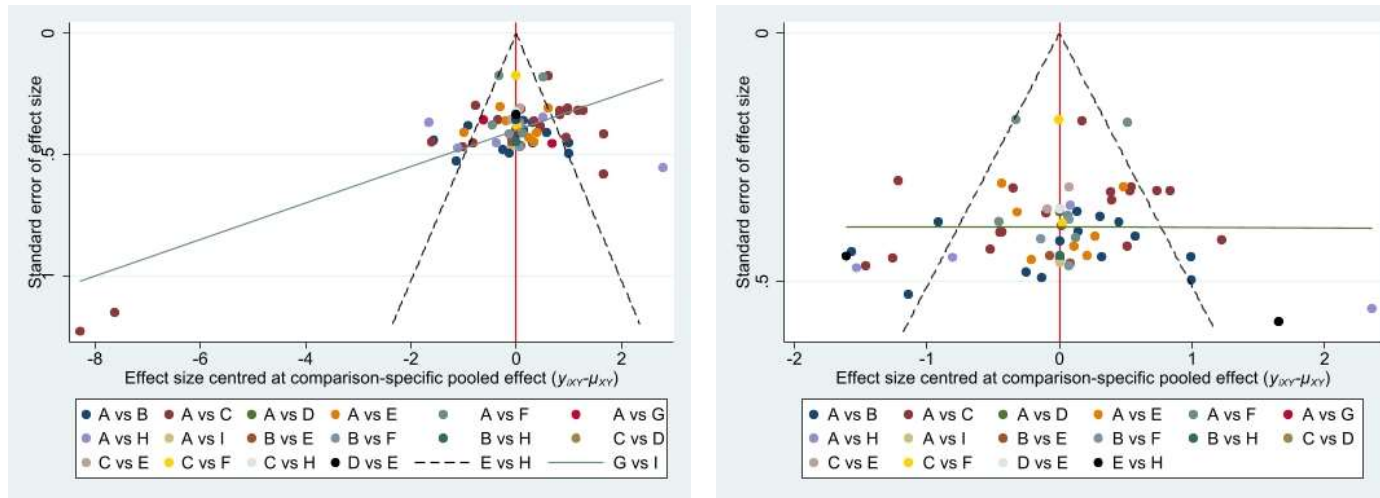 0
.5
1
Standard error of effect size
-8 -6 -4 -2 0 2
Effect size centred at comparison-specific pooled effect (yiXY-μXY)
A vs B A vs C A vs D A vs E A vs F A vs G
A vs H A vs I B vs E B vs F B vs H C vs D
C vs E C vs F C vs H D vs E E vs H G vs I
0
.5
Standard error of effect size
-2 -1 0 1 2
Effect size centred at comparison-specific pooled effect (yiXY-μXY)
A vs B A vs C A vs D A vs E A vs F A vs G
A vs H A vs I B vs E B vs F B vs H C vs D
C vs E C vs F D vs E E vs H